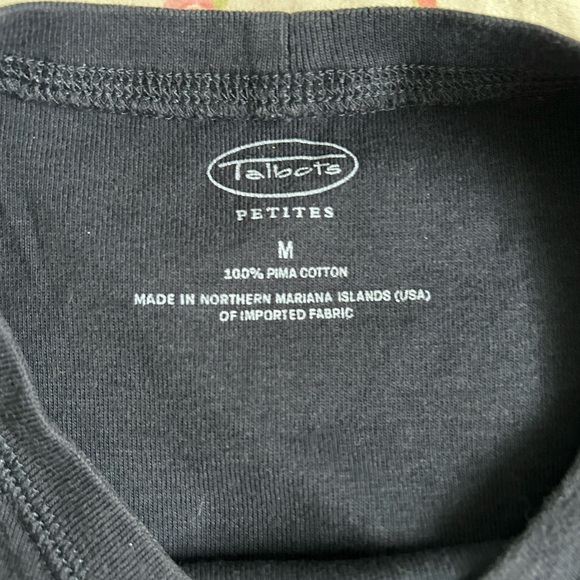 Talbots
PETITES
M
100% PIMA COTTON
MADE IN NORTHERN MARIANA ISLANDS (USA)
OF IMPORTED FABRIC